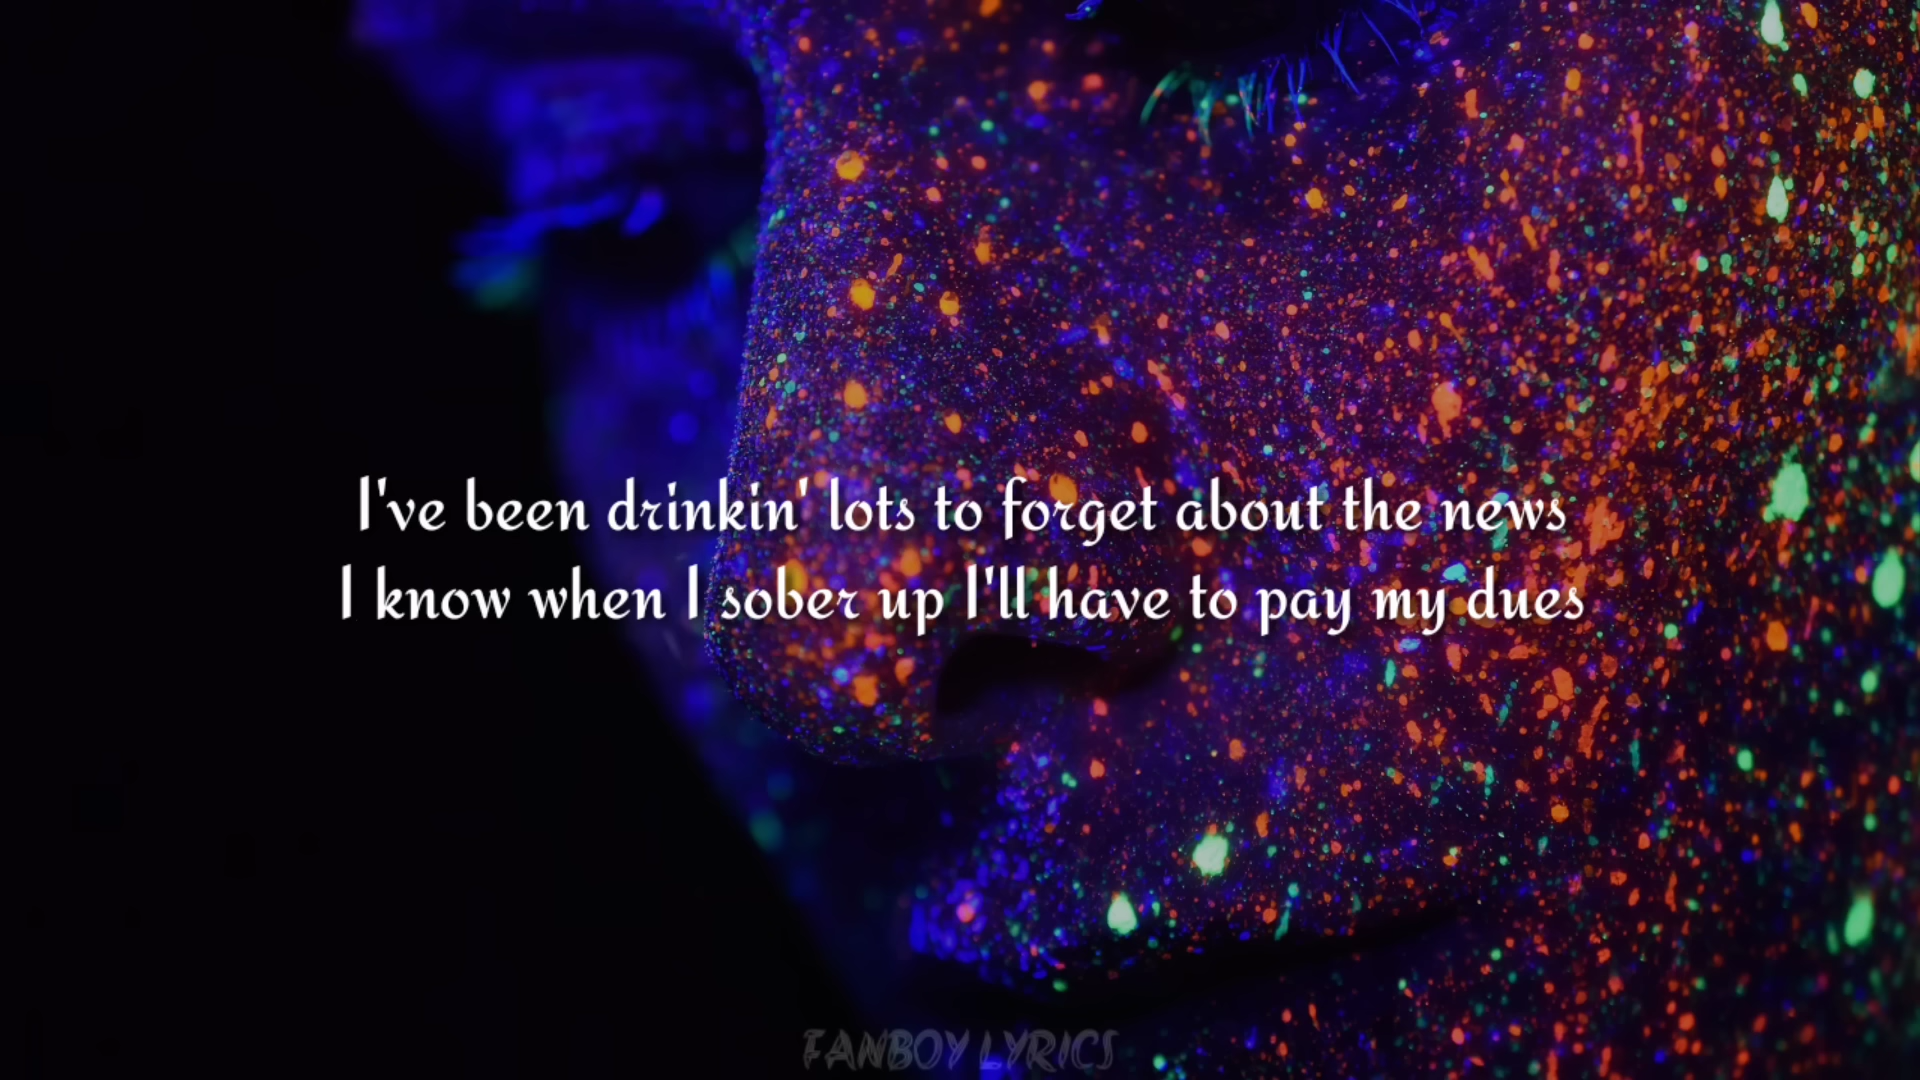 I've been drinkin' lots to forget about the news
I know when I sober up I'll have to pay my dues
FANBOY LYRICS